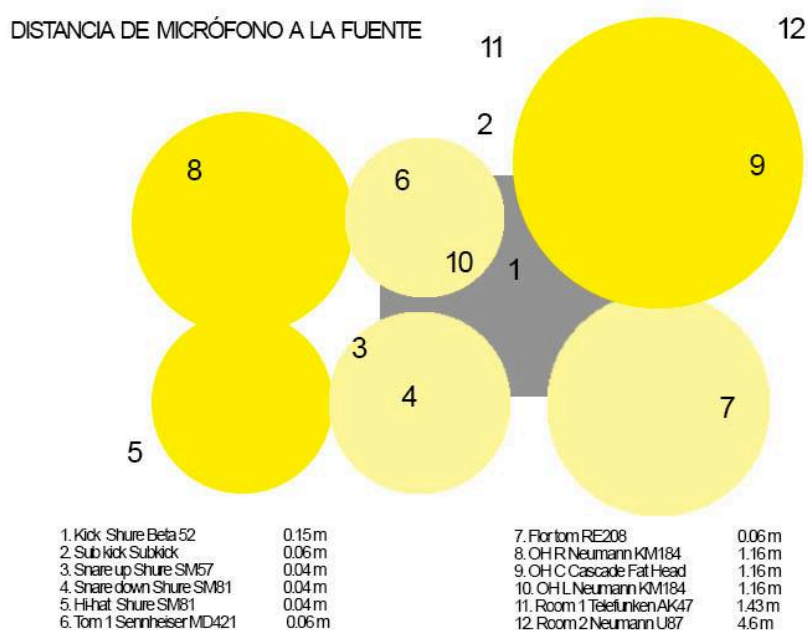 DISTANCIA DE MICRÓFONO A LA FUENTE
12
11
2
8
6
9
10
1
3
4
7
5
1. Kick Shure Beta 52 0.15 m
2. Sub kick Subkick 0.06 m
3. Snare up Shure SM57 0.04 m
4. Snare down Shure SM81 0.04 m
5. Hi-hat Shure SM81 0.04 m
6. Tom 1 Sennheiser MD421 0.06 m
7. Flor tom RE208 0.06 m
8. OH R Neumann KM184 1.16 m
9. OH C Cascade Fat Head 1.16 m
10. OH L Neumann KM184 1.16 m
11. Room 1 Telefunken AK47 1.43 m
12. Room 2 Neumann U87 4.6 m